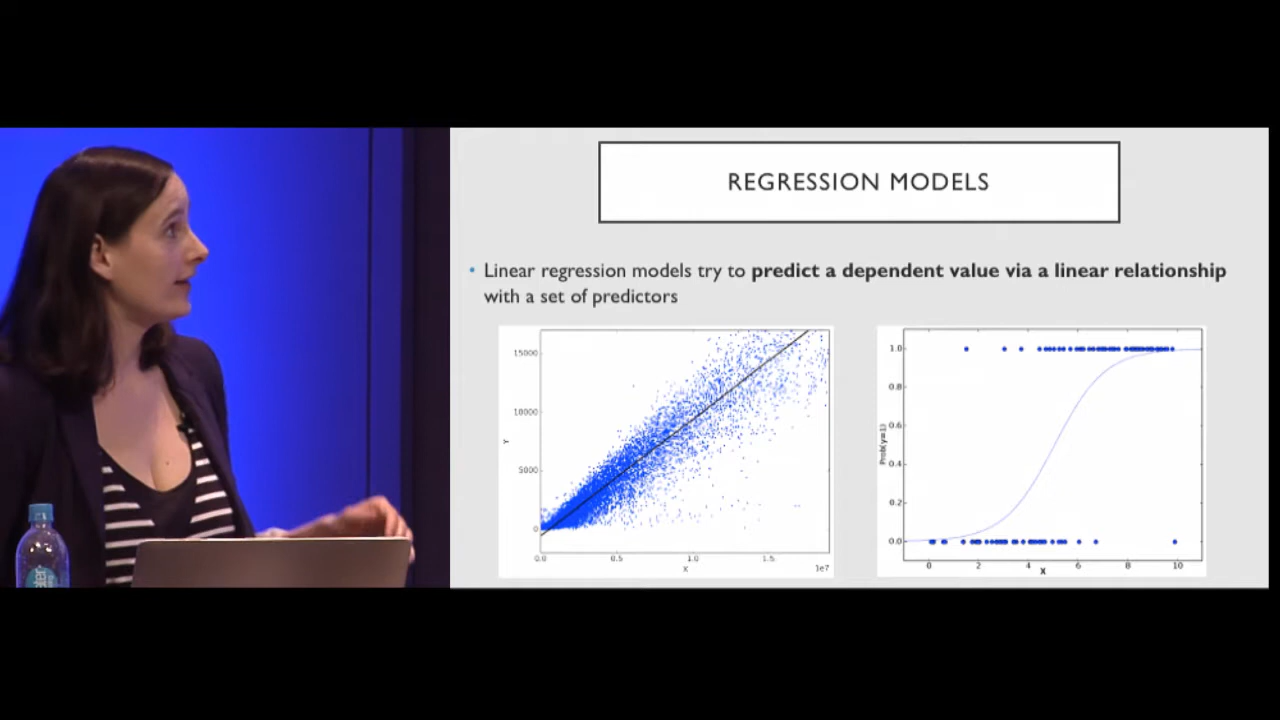 REGRESSION MODELS
• Linear regression models try to predict a dependent value via a linear relationship
with a set of predictors
15000
10000
5000
0
Y
0.0 0.5 1.0 1.5
X
1e7
1.0
0.8
0.6
0.4
0.2
0.0
Prob(y=1)
0 2 4 6 8 10
X